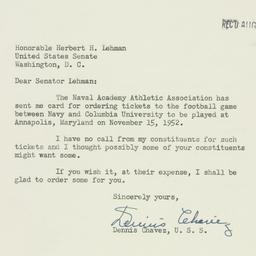 REC'D AUG
Honorable Herbert H. Lehman
United States Senate
Washington, D. C.
Dear Senator Lehman:
The Naval Academy Athletic Association has
sent me card for ordering tickets to the football game
between Navy and Columbia University to be played at
Annapolis, Maryland on November 15, 1952.
I have no call from my constituents for such
tickets and I thought possibly some of your constituents
might want some.
If you wish it, at their expense, I shall be
glad to order some for you.
Sincerely yours,
Dennis Chavez
Dennis Chavez, U. S. S.